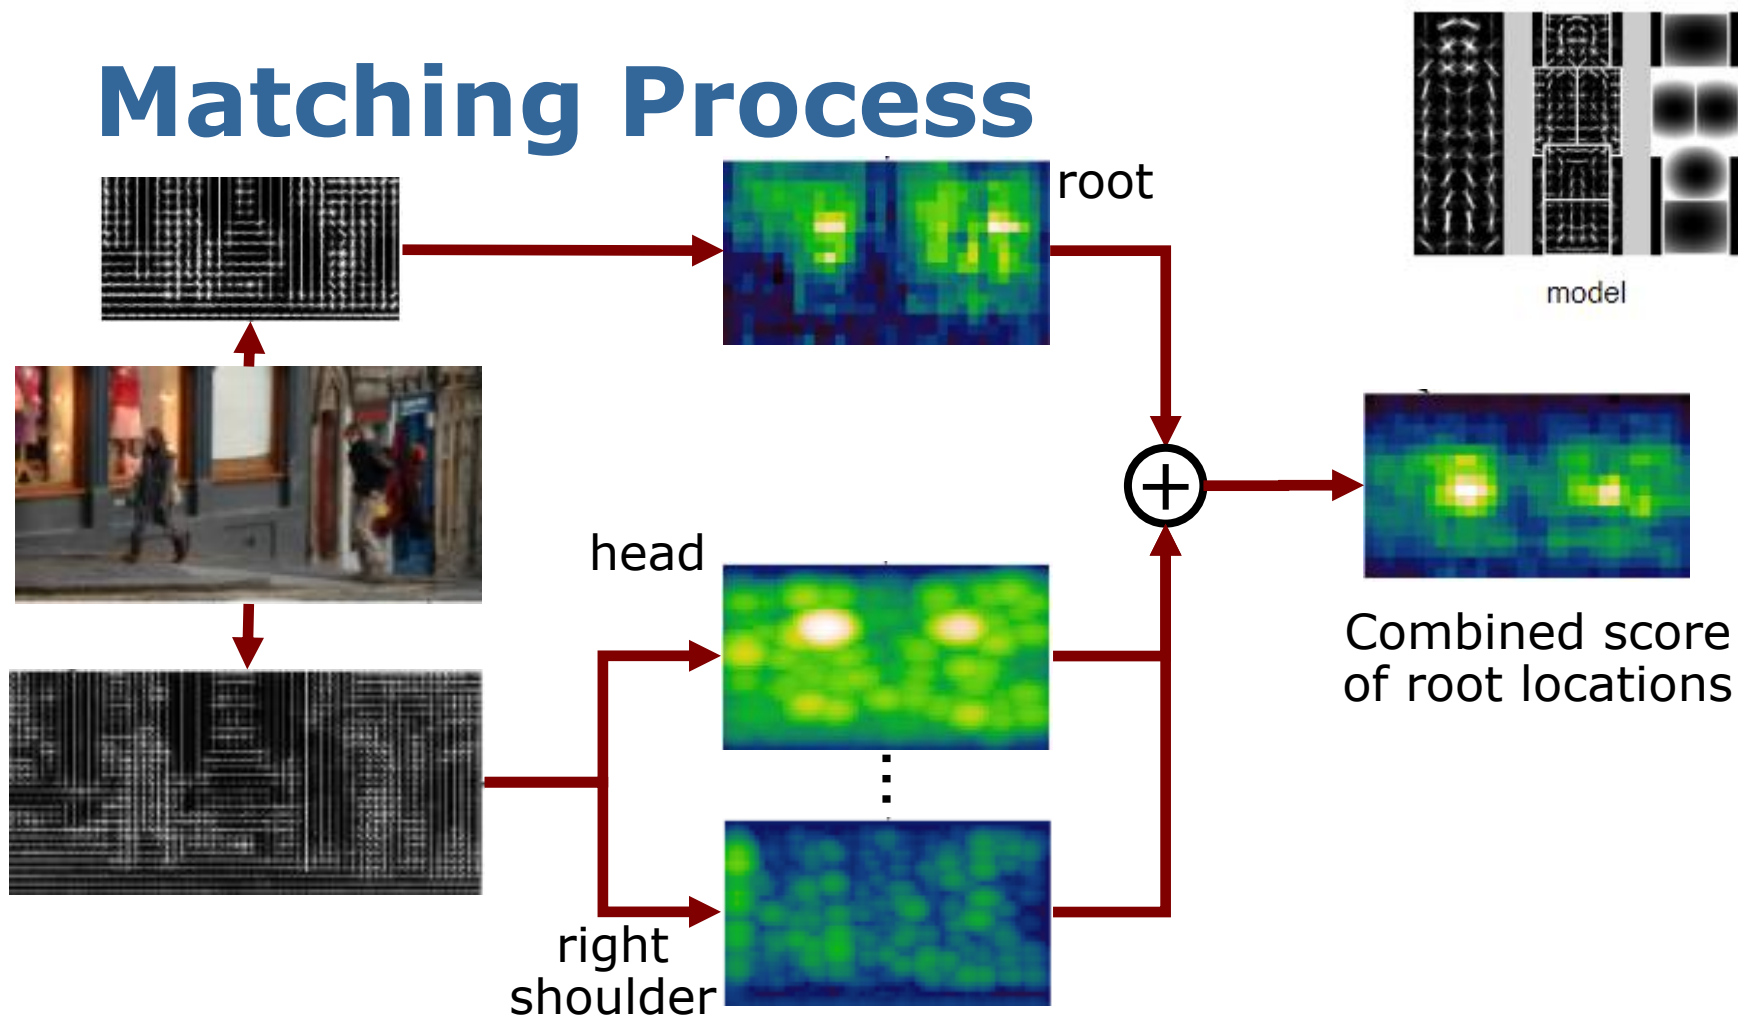 Matching Process
root
model
head
+
Combined score
of root locations
right
shoulder